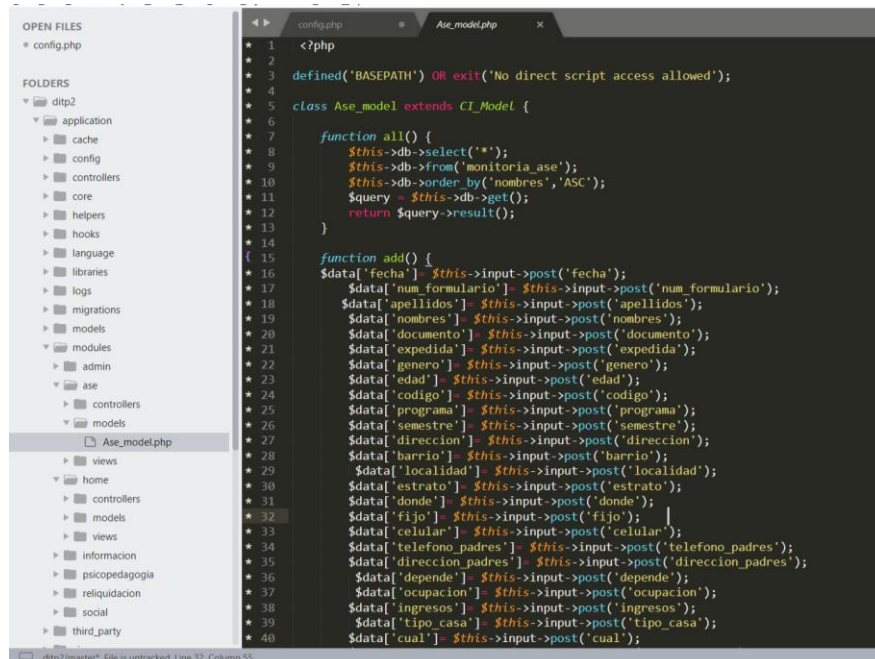 OPEN FILES
config.php
FOLDERS
ditp2
application
cache
config
controllers
core
helpers
hooks
language
libraries
logs
migrations
models
modules
admin
ase
controllers
models
Ase_model.php
views
home
controllers
models
views
informacion
psicopedagogia
reliquidacion
social
third_party
config.php
Ase_model.php ×
* 1 <?php
* 2
* 3 defined('BASEPATH') OR exit('No direct script access allowed');
* 4
* 5 class Ase_model extends CI_Model {
* 6
* 7 function all() {
* 8 $this->db->select('*');
* 9 $this->db->from('monitoria_ase');
* 10 $this->db->order_by('nombres','ASC');
* 11 $query = $this->db->get();
* 12 return $query->result();
* 13 }
* 14
{ 15 function add() {
* 16 $data['fecha']= $this->input->post('fecha');
* 17 $data['num_formulario']= $this->input->post('num_formulario');
* 18 $data['apellidos']= $this->input->post('apellidos');
* 19 $data['nombres']= $this->input->post('nombres');
* 20 $data['documento']= $this->input->post('documento');
* 21 $data['expedida']= $this->input->post('expedida');
* 22 $data['genero']= $this->input->post('genero');
* 23 $data['edad']= $this->input->post('edad');
* 24 $data['codigo']= $this->input->post('codigo');
* 25 $data['programa']= $this->input->post('programa');
* 26 $data['semestre']= $this->input->post('semestre');
* 27 $data['direccion']= $this->input->post('direccion');
* 28 $data['barrio']= $this->input->post('barrio');
* 29 $data['localidad']= $this->input->post('localidad');
* 30 $data['estrato']= $this->input->post('estrato');
* 31 $data['donde']= $this->input->post('donde');
* 32 $data['fijo']= $this->input->post('fijo');
* 33 $data['celular']= $this->input->post('celular');
* 34 $data['telefono_padres']= $this->input->post('telefono_padres');
* 35 $data['direccion_padres']= $this->input->post('direccion_padres');
* 36 $data['depende']= $this->input->post('depende');
* 37 $data['ocupacion']= $this->input->post('ocupacion');
* 38 $data['ingresos']= $this->input->post('ingresos');
* 39 $data['tipo_casa']= $this->input->post('tipo_casa');
* 40 $data['cual']= $this->input->post('cual');
ditp2/master*, File is untracked, Line 32, Column 55